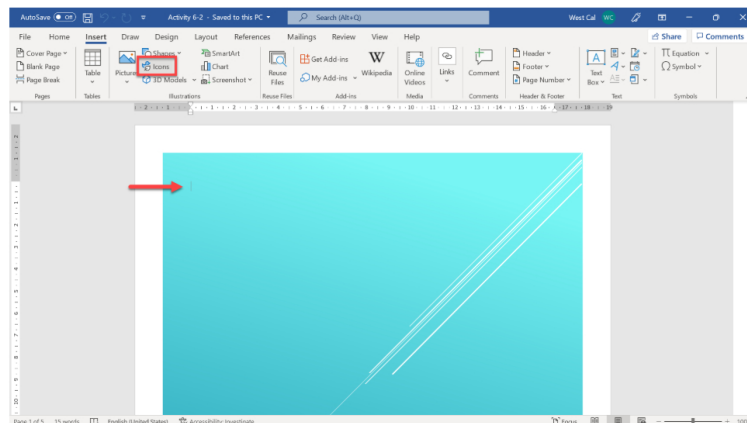 AutoSave Off Activity 6-2 - Saved to this PC Search (Alt+Q) West Cal WC
File Home Insert Draw Design Layout References Mailings Review View Help Share Comments
Cover Page
Blank Page
Page Break
Pages
Table
Tables
Pictures
Shapes
Icons
3D Models
SmartArt
Chart
Screenshot
Illustrations
Reuse Files
Reuse Files
Get Add-ins
My Add-ins
W
Wikipedia
Add-ins
Online Videos
Media
Links
Comment
Comments
Header
Footer
Page Number
Header & Footer
A
Text Box
Text
Equation
Symbol
Symbols
Page 1 of 5 15 words English (United States) Accessibility: Investigate Focus